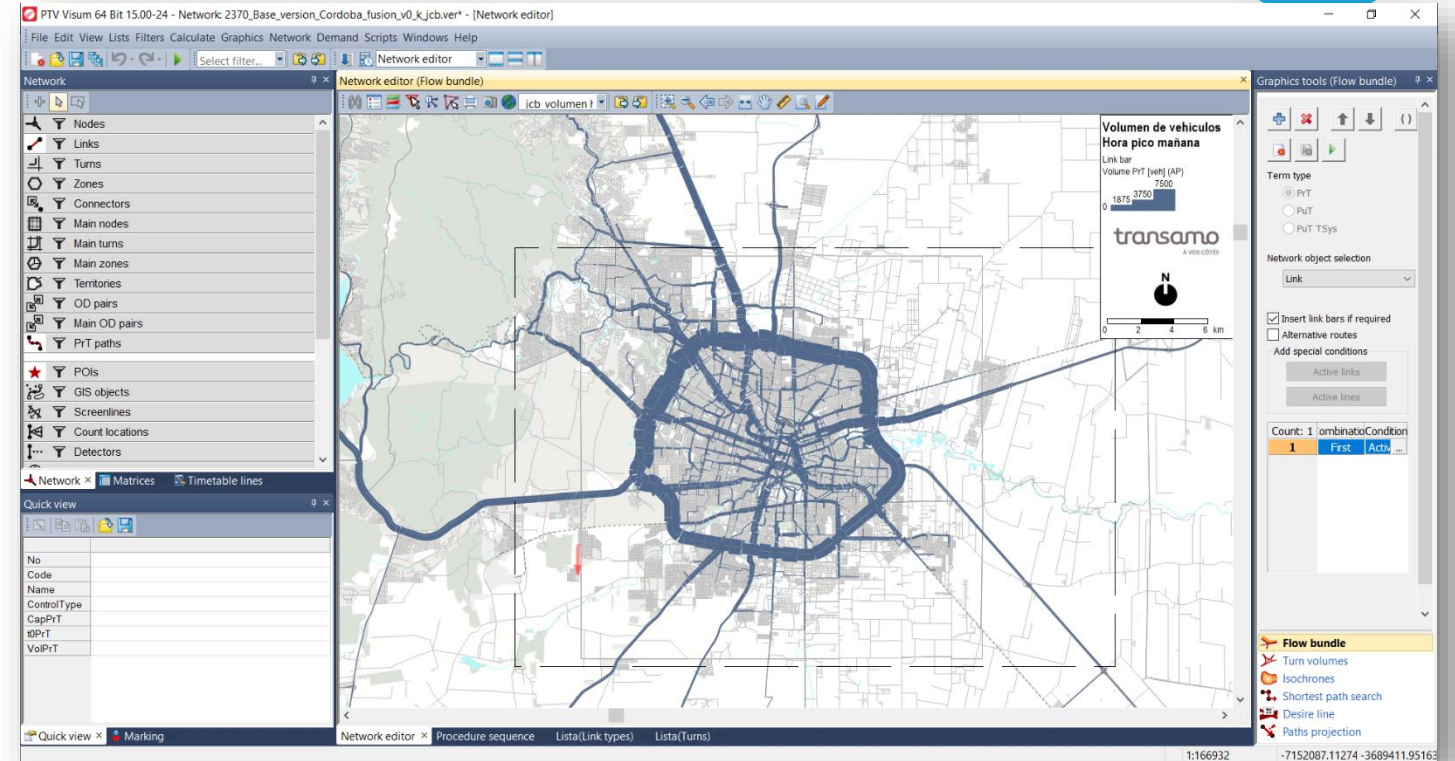 PTV Visum 64 Bit 15.00-24 - Network: 2370_Base_version_Cordoba_fusion_v0_k_jcb.ver* - [Network editor]
File Edit View Lists Filters Calculate Graphics Network Demand Scripts Windows Help
Select filter... Network editor
Network
Nodes
Links
Turns
Zones
Connectors
Main nodes
Main turns
Main zones
Territories
OD pairs
Main OD pairs
PrT paths
POIs
GIS objects
Screenlines
Count locations
Detectors
Network Matrices Timetable lines
Quick view
No
Code
Name
ControlType
CapPrT
t0PrT
VolPrT
Quick view Marking
Network editor (Flow bundle)
jcb_volumen h
Volumen de vehiculos
Hora pico mañana
Link bar
Volume PrT [veh] (AP)
0 1875 3750 7500
transamo
A VOS CÔTÉS
N
0 2 4 6 km
Network editor Procedure sequence Lista(Link types) Lista(Turns)
Graphics tools (Flow bundle)
Term type
PrT
PuT
PuT TSys
Network object selection
Link
Insert link bars if required
Alternative routes
Add special conditions
Active links
Active lines
Count: 1 ombinatio Condition
1 First Activ ...
Flow bundle
Turn volumes
Isochrones
Shortest path search
Desire line
Paths projection
1:166932 -7152087.11274 -3689411.95163